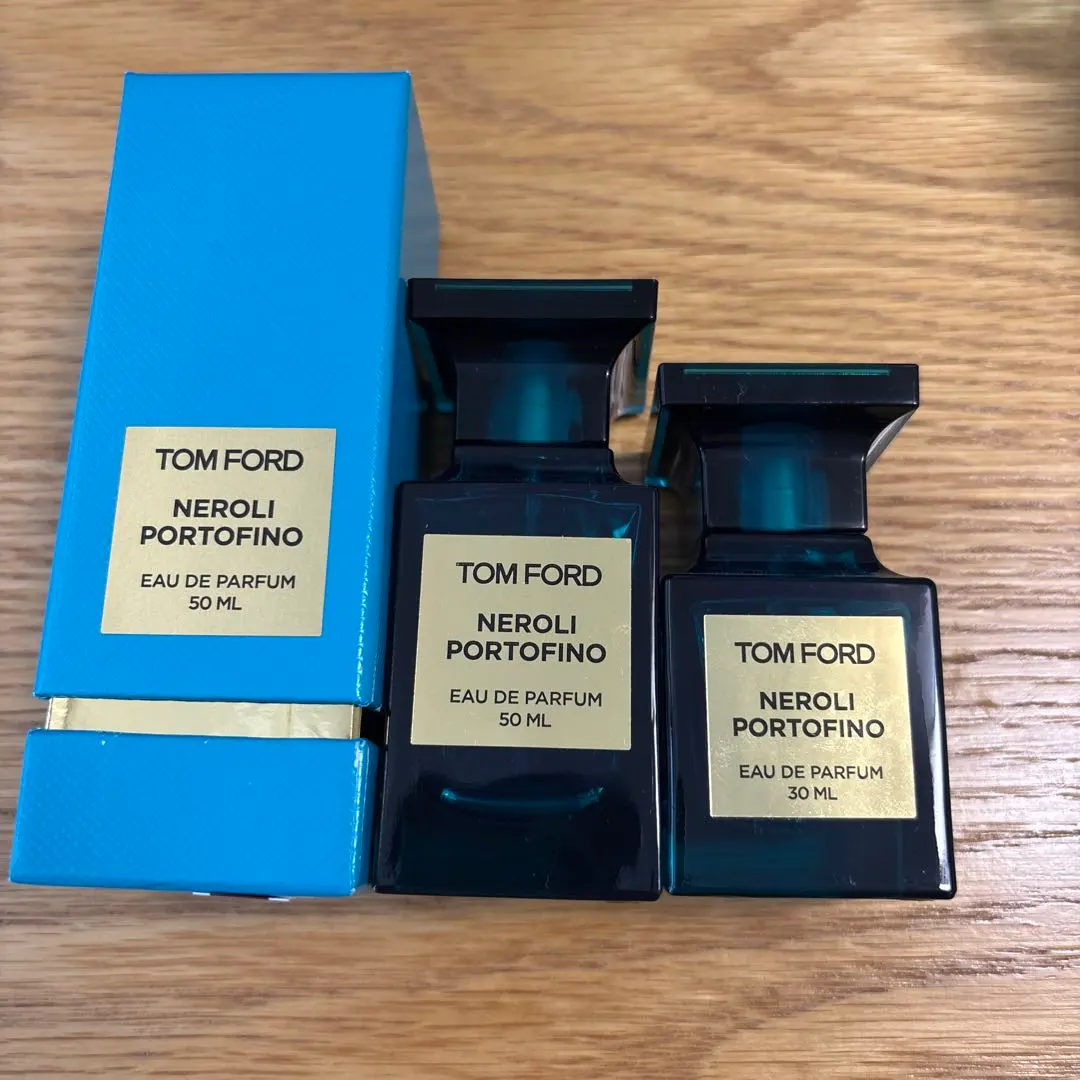 TOM FORD
NEROLI
PORTOFINO
EAU DE PARFUM
50 ML
TOM FORD
NEROLI
PORTOFINO
EAU DE PARFUM
50 ML
TOM FORD
NEROLI
PORTOFINO
EAU DE PARFUM
30 ML